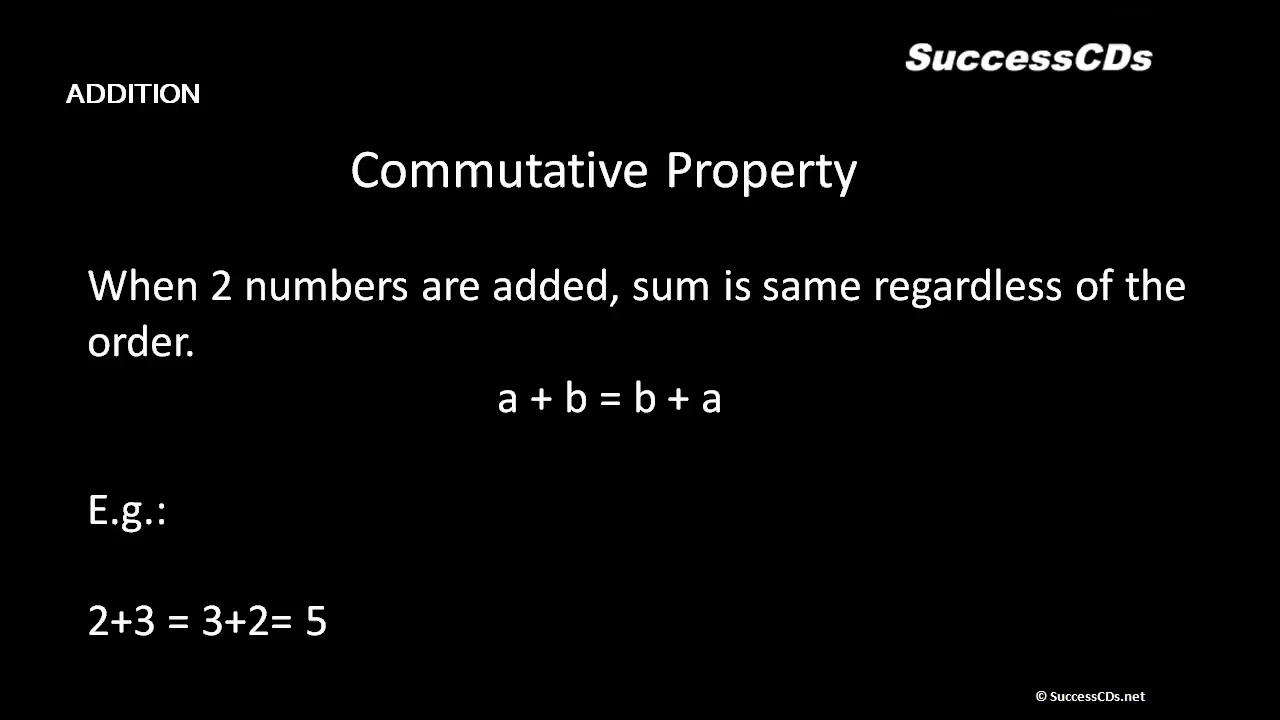 SuccessCDs
ADDITION
Commutative Property
When 2 numbers are added, sum is same regardless of the
order.
a + b = b + a
E.g.:
2+3 = 3+2= 5
© SuccessCDs.net